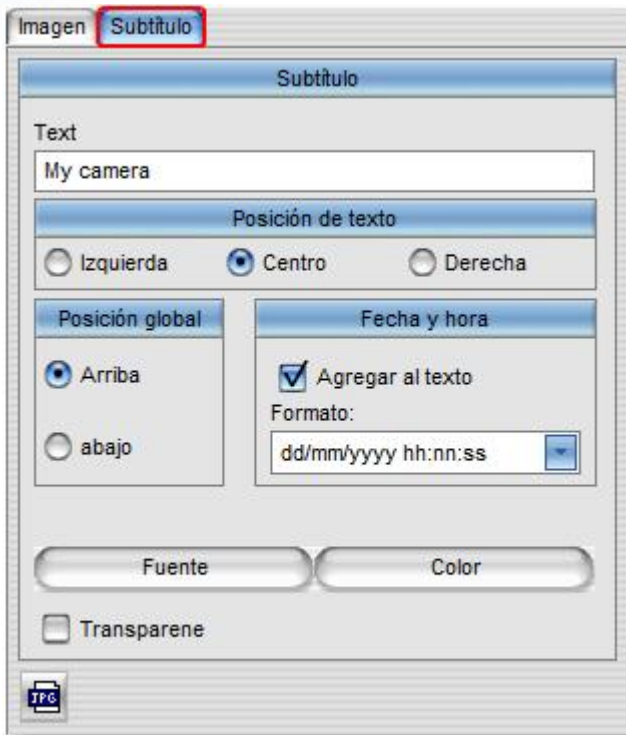 Imagen Subtítulo
Subtítulo
Text
My camera
Posición de texto
Izquierda Centro Derecha
Posición global Fecha y hora
Arriba Agregar al texto
Formato:
abajo dd/mm/yyyy hh:nn:ss
Fuente Color
Transparene
JPG